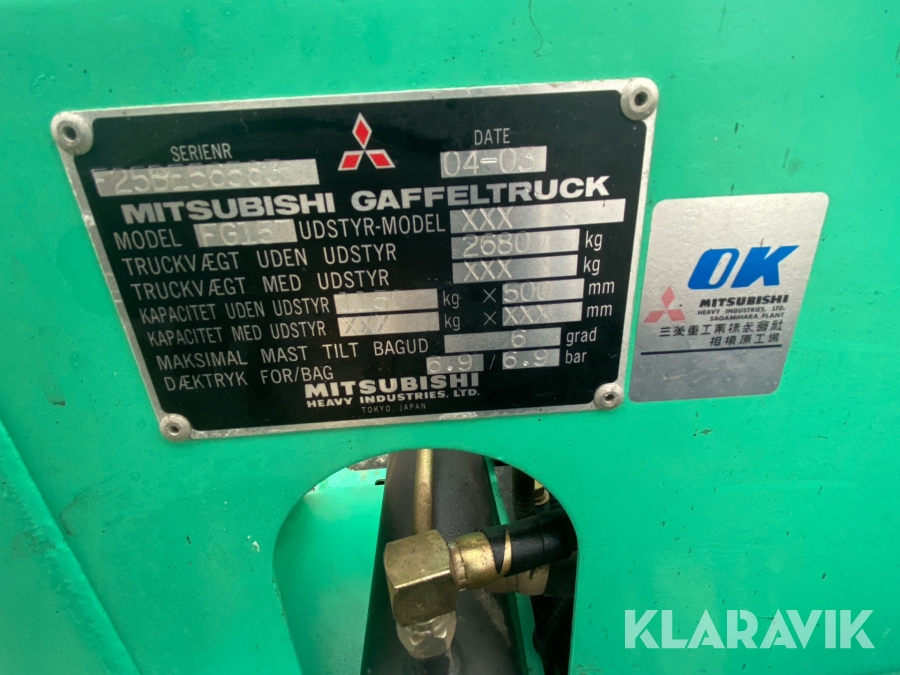 SERIENR
DATE
04-03
MITSUBISHI GAFFELTRUCK
MODEL UDSTYR-MODEL XXX
TRUCKVÆGT UDEN UDSTYR 2680 kg
TRUCKVÆGT MED UDSTYR XXX kg
KAPACITET UDEN UDSTYR kg × 500 mm
KAPACITET MED UDSTYR XXX kg × XXX mm
MAKSIMAL MAST TILT BAGUD 6 grad
DÆKTRYK FOR/BAG 6.9 / 6.9 bar
MITSUBISHI
HEAVY INDUSTRIES, LTD.
TOKYO, JAPAN
OK
MITSUBISHI
HEAVY INDUSTRIES, LTD.
SAGAMIHARA PLANT
三菱重工業株式會社
相模原工場
KLARAVIK